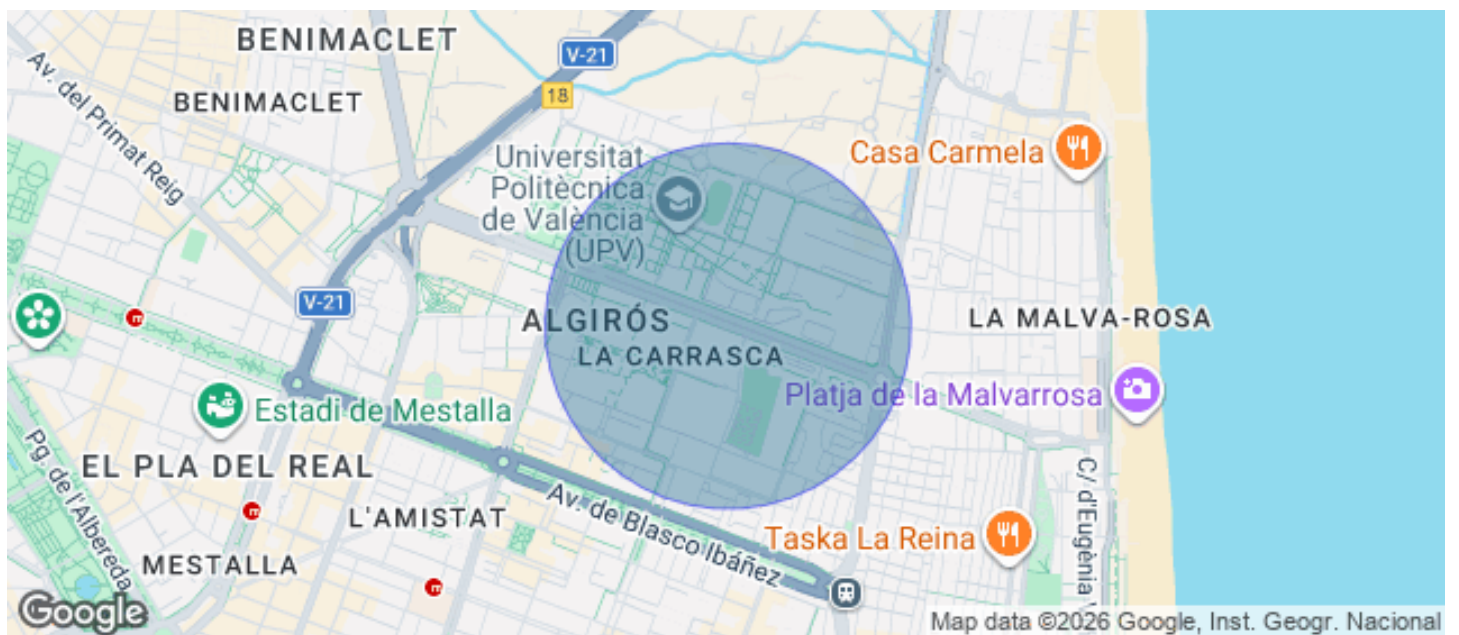 BENIMACLET
V-21
Av. del Primat Reig
18
BENIMACLET
Casa Carmela
Universitat
Politècnica
de València
(UPV)
V-21
ALGIRÓS
LA MALVA-ROSA
LA CARRASCA
Platja de la Malvarrosa
Estadi de Mestalla
EL PLA DEL REAL
Pg. de l'Albereda
C/ d'Eugènia V
L'AMISTAT
Av. de Blasco Ibáñez
Taska La Reina
MESTALLA
Google
Map data ©2026 Google, Inst. Geogr. Nacional